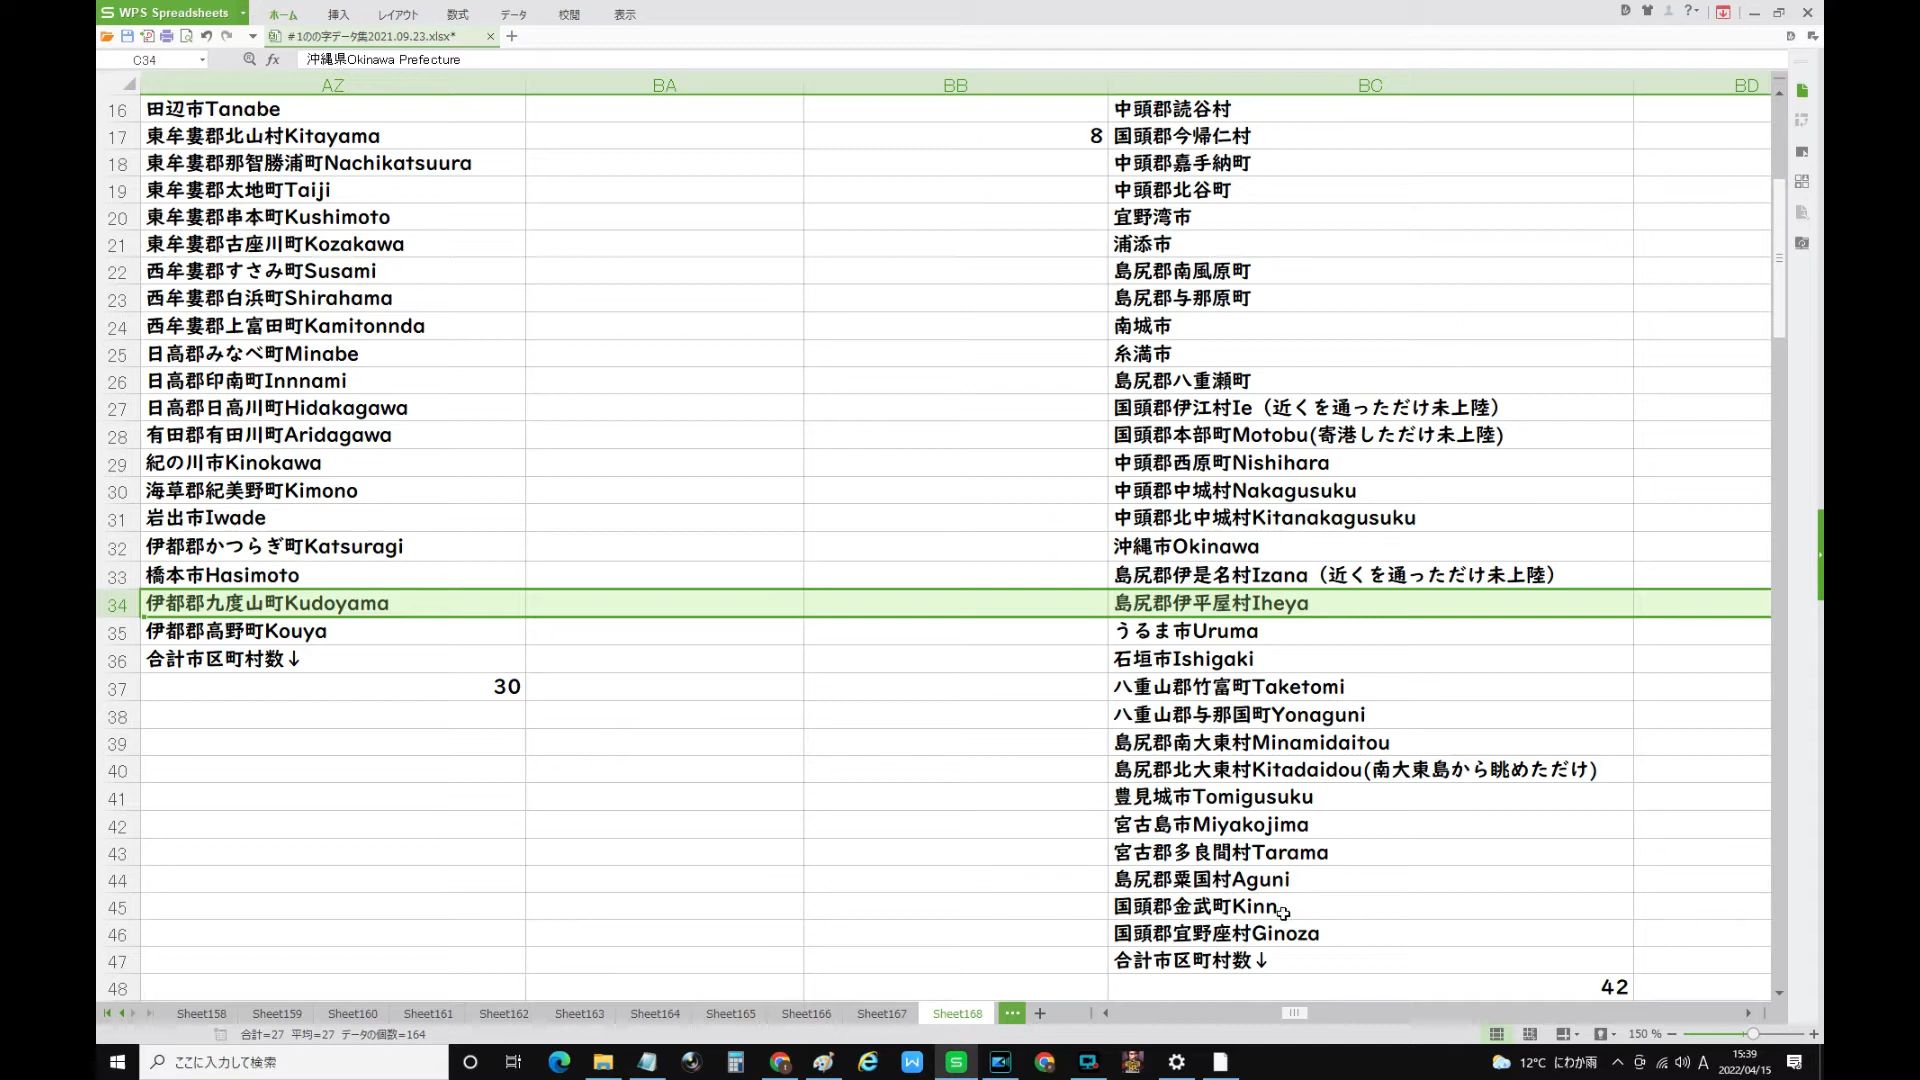 WPS Spreadsheets ホーム 挿入 レイアウト 数式 データ 校閲 表示
#1のの字データ集2021.09.23.xlsx*
C34 fx 沖縄県Okinawa Prefecture
AZ BA BB BC BD
16 田辺市Tanabe 中頭郡読谷村
17 東牟婁郡北山村Kitayama 8 国頭郡今帰仁村
18 東牟婁郡那智勝浦町Nachikatsuura 中頭郡嘉手納町
19 東牟婁郡太地町Taiji 中頭郡北谷町
20 東牟婁郡串本町Kushimoto 宜野湾市
21 東牟婁郡古座川町Kozakawa 浦添市
22 西牟婁郡すさみ町Susami 島尻郡南風原町
23 西牟婁郡白浜町Shirahama 島尻郡与那原町
24 西牟婁郡上富田町Kamitonnda 南城市
25 日高郡みなべ町Minabe 糸満市
26 日高郡印南町Innnami 島尻郡八重瀬町
27 日高郡日高川町Hidakagawa 国頭郡伊江村Ie（近くを通っただけ未上陸）
28 有田郡有田川町Aridagawa 国頭郡本部町Motobu(寄港しただけ未上陸)
29 紀の川市Kinokawa 中頭郡西原町Nishihara
30 海草郡紀美野町Kimono 中頭郡中城村Nakagusuku
31 岩出市Iwade 中頭郡北中城村Kitanakagusuku
32 伊都郡かつらぎ町Katsuragi 沖縄市Okinawa
33 橋本市Hasimoto 島尻郡伊是名村Izana（近くを通っただけ未上陸）
34 伊都郡九度山町Kudoyama 島尻郡伊平屋村Iheya
35 伊都郡高野町Kouya うるま市Uruma
36 合計市区町村数↓ 石垣市Ishigaki
37 30 八重山郡竹富町Taketomi
38 八重山郡与那国町Yonaguni
39 島尻郡南大東村Minamidaitou
40 島尻郡北大東村Kitadaidou(南大東島から眺めただけ)
41 豊見城市Tomigusuku
42 宮古島市Miyakojima
43 宮古郡多良間村Tarama
44 島尻郡粟国村Aguni
45 国頭郡金武町Kinn
46 国頭郡宜野座村Ginoza
47 合計市区町村数↓
48 42
Sheet158 Sheet159 Sheet160 Sheet161 Sheet162 Sheet163 Sheet164 Sheet165 Sheet166 Sheet167 Sheet168
合計=27 平均=27 データの個数=164 150 %
ここに入力して検索 12°C にわか雨 A 15:39
2022/04/15